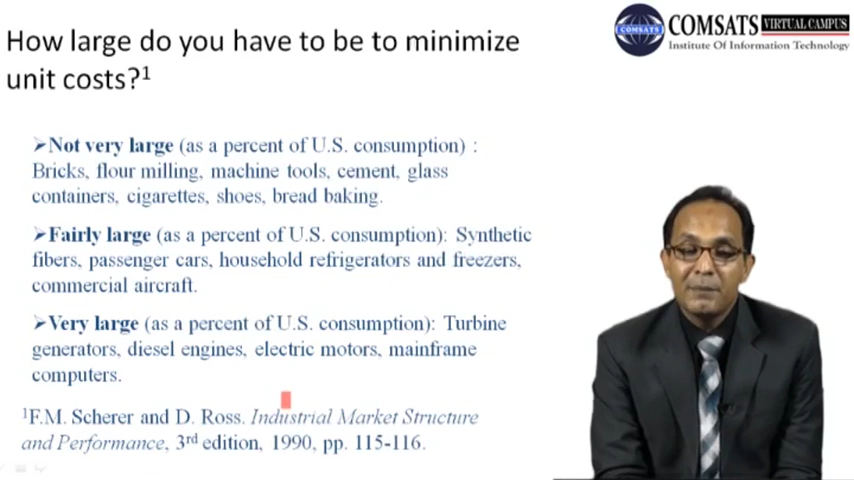 How large do you have to be to minimize
unit costs?1
COMSATS VIRTUAL CAMPUS
COMSATS
Institute Of Information Technology
➢Not very large (as a percent of U.S. consumption) :
Bricks, flour milling, machine tools, cement, glass
containers, cigarettes, shoes, bread baking.
➢Fairly large (as a percent of U.S. consumption): Synthetic
fibers, passenger cars, household refrigerators and freezers,
commercial aircraft.
➢Very large (as a percent of U.S. consumption): Turbine
generators, diesel engines, electric motors, mainframe
computers.
1F.M. Scherer and D. Ross. Industrial Market Structure
and Performance, 3rd edition, 1990, pp. 115-116.